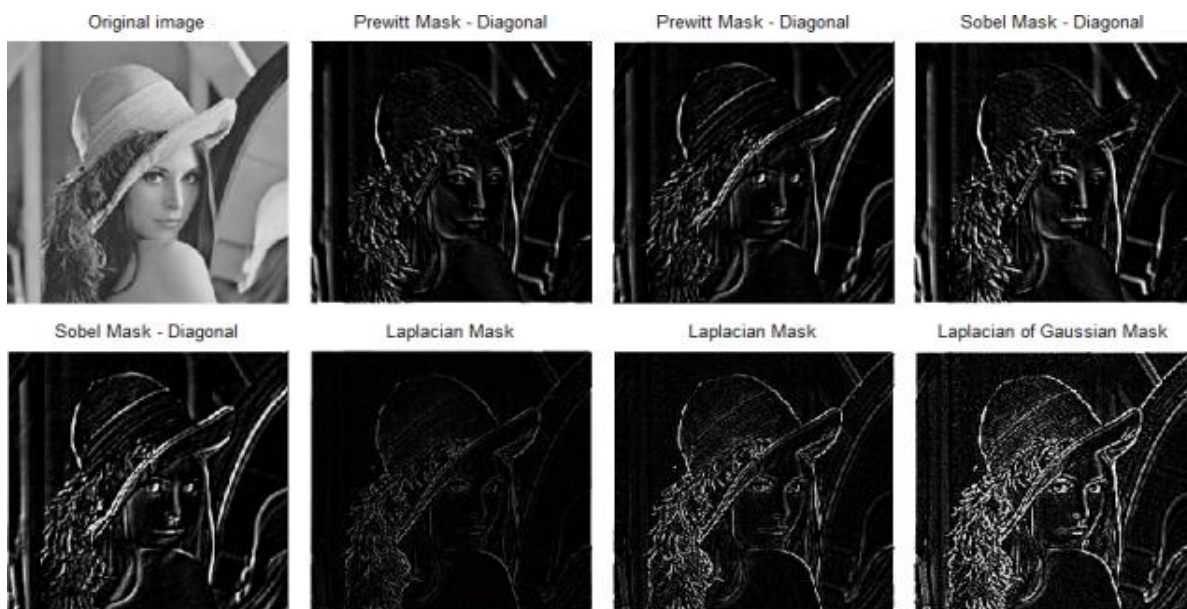 Original image
Prewitt Mask - Diagonal
Prewitt Mask - Diagonal
Sobel Mask - Diagonal
Sobel Mask - Diagonal
Laplacian Mask
Laplacian Mask
Laplacian of Gaussian Mask